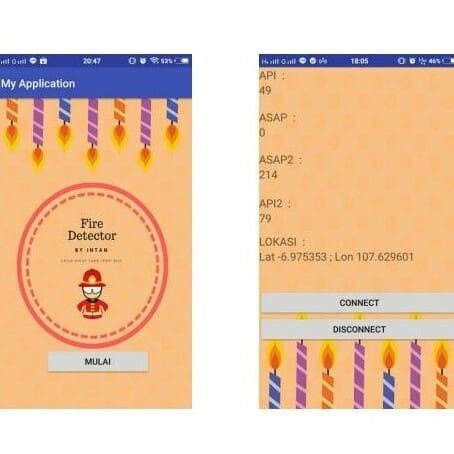 20:47
53%
My Application
Fire
Detector
BY INTAN
MULAI
18:05
46%
API :
49
ASAP :
0
ASAP2 :
214
API2 :
79
LOKASI :
Lat -6.975353 ; Lon 107.629601
CONNECT
DISCONNECT